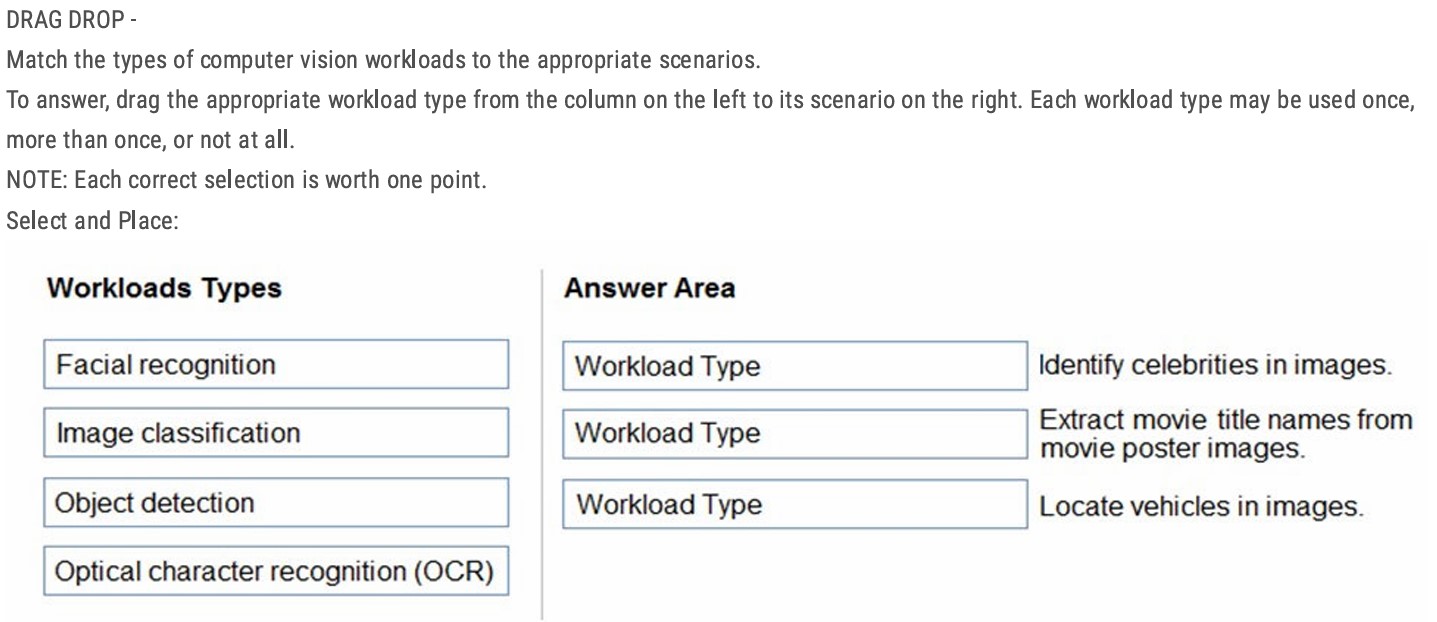 DRAG DROP -
Match the types of computer vision workloads to the appropriate scenarios.
To answer, drag the appropriate workload type from the column on the left to its scenario on the right. Each workload type may be used once,
more than once, or not at all.
NOTE: Each correct selection is worth one point.
Select and Place:
Workloads Types
Answer Area
Facial recognition
Workload Type
Identify celebrities in images.
Image classification
Workload Type
Extract movie title names from
movie poster images.
Object detection
Workload Type
Locate vehicles in images.
Optical character recognition (OCR)